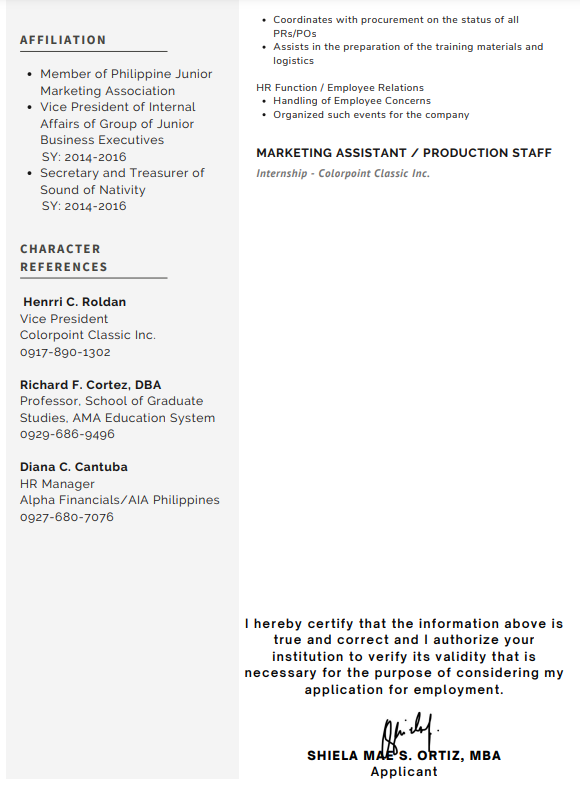 AFFILIATION
Member of Philippine Junior
Marketing Association
Vice President of Internal
Affairs of Group of Junior
Business Executives
SY: 2014-2016
Secretary and Treasurer of
Sound of Nativity
SY: 2014-2016
CHARACTER
REFERENCES
Henrri C. Roldan
Vice President
Colorpoint Classic Inc.
0917-890-1302
Richard F. Cortez, DBA
Professor, School of Graduate
Studies, AMA Education System
0929-686-9496
Diana C. Cantuba
HR Manager
Alpha Financials/AIA Philippines
0927-680-7076
Coordinates with procurement on the status of all
PRs/POs
Assists in the preparation of the training materials and
logistics
HR Function / Employee Relations
Handling of Employee Concerns
Organized such events for the company
MARKETING ASSISTANT / PRODUCTION STAFF
Internship - Colorpoint Classic Inc.
I hereby certify that the information above is
true and correct and I authorize your
institution to verify its validity that is
necessary for the purpose of considering my
application for employment.
SHIELA MAE S. ORTIZ, MBA
Applicant